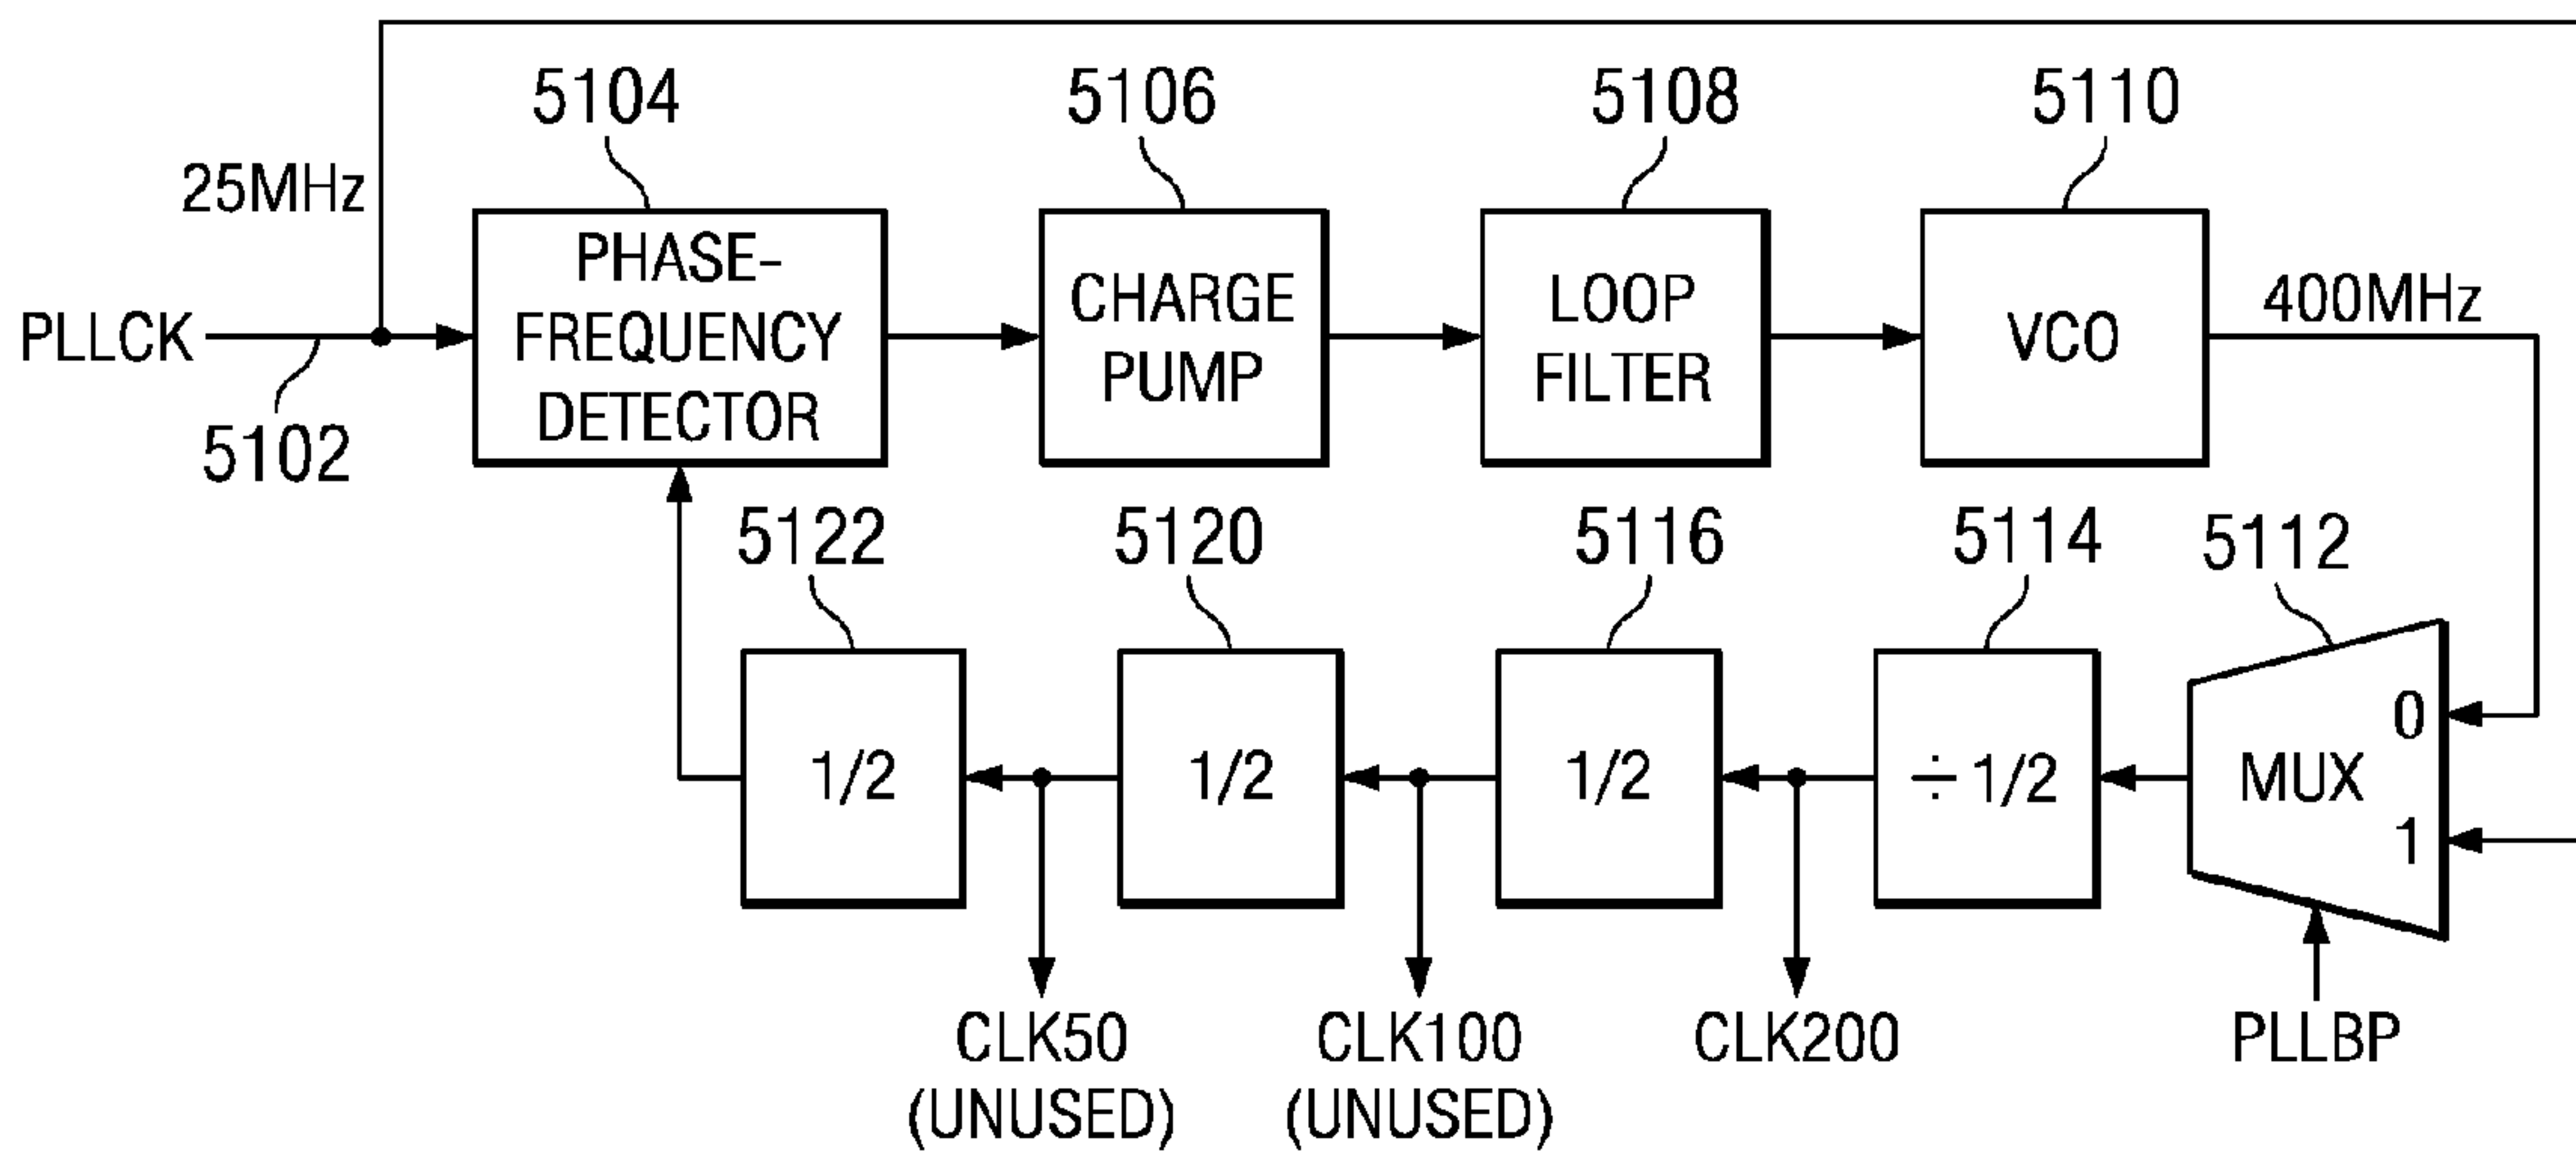 5104
5106
5108
5110
25MHz
PHASE-
FREQUENCY
DETECTOR
CHARGE
PUMP
LOOP
FILTER
VCO
400MHz
PLLCK
5102
5122
5120
5116
5114
5112
1/2
1/2
1/2
÷ 1/2
MUX
0
1
CLK50
(UNUSED)
CLK100
(UNUSED)
CLK200
PLLBP